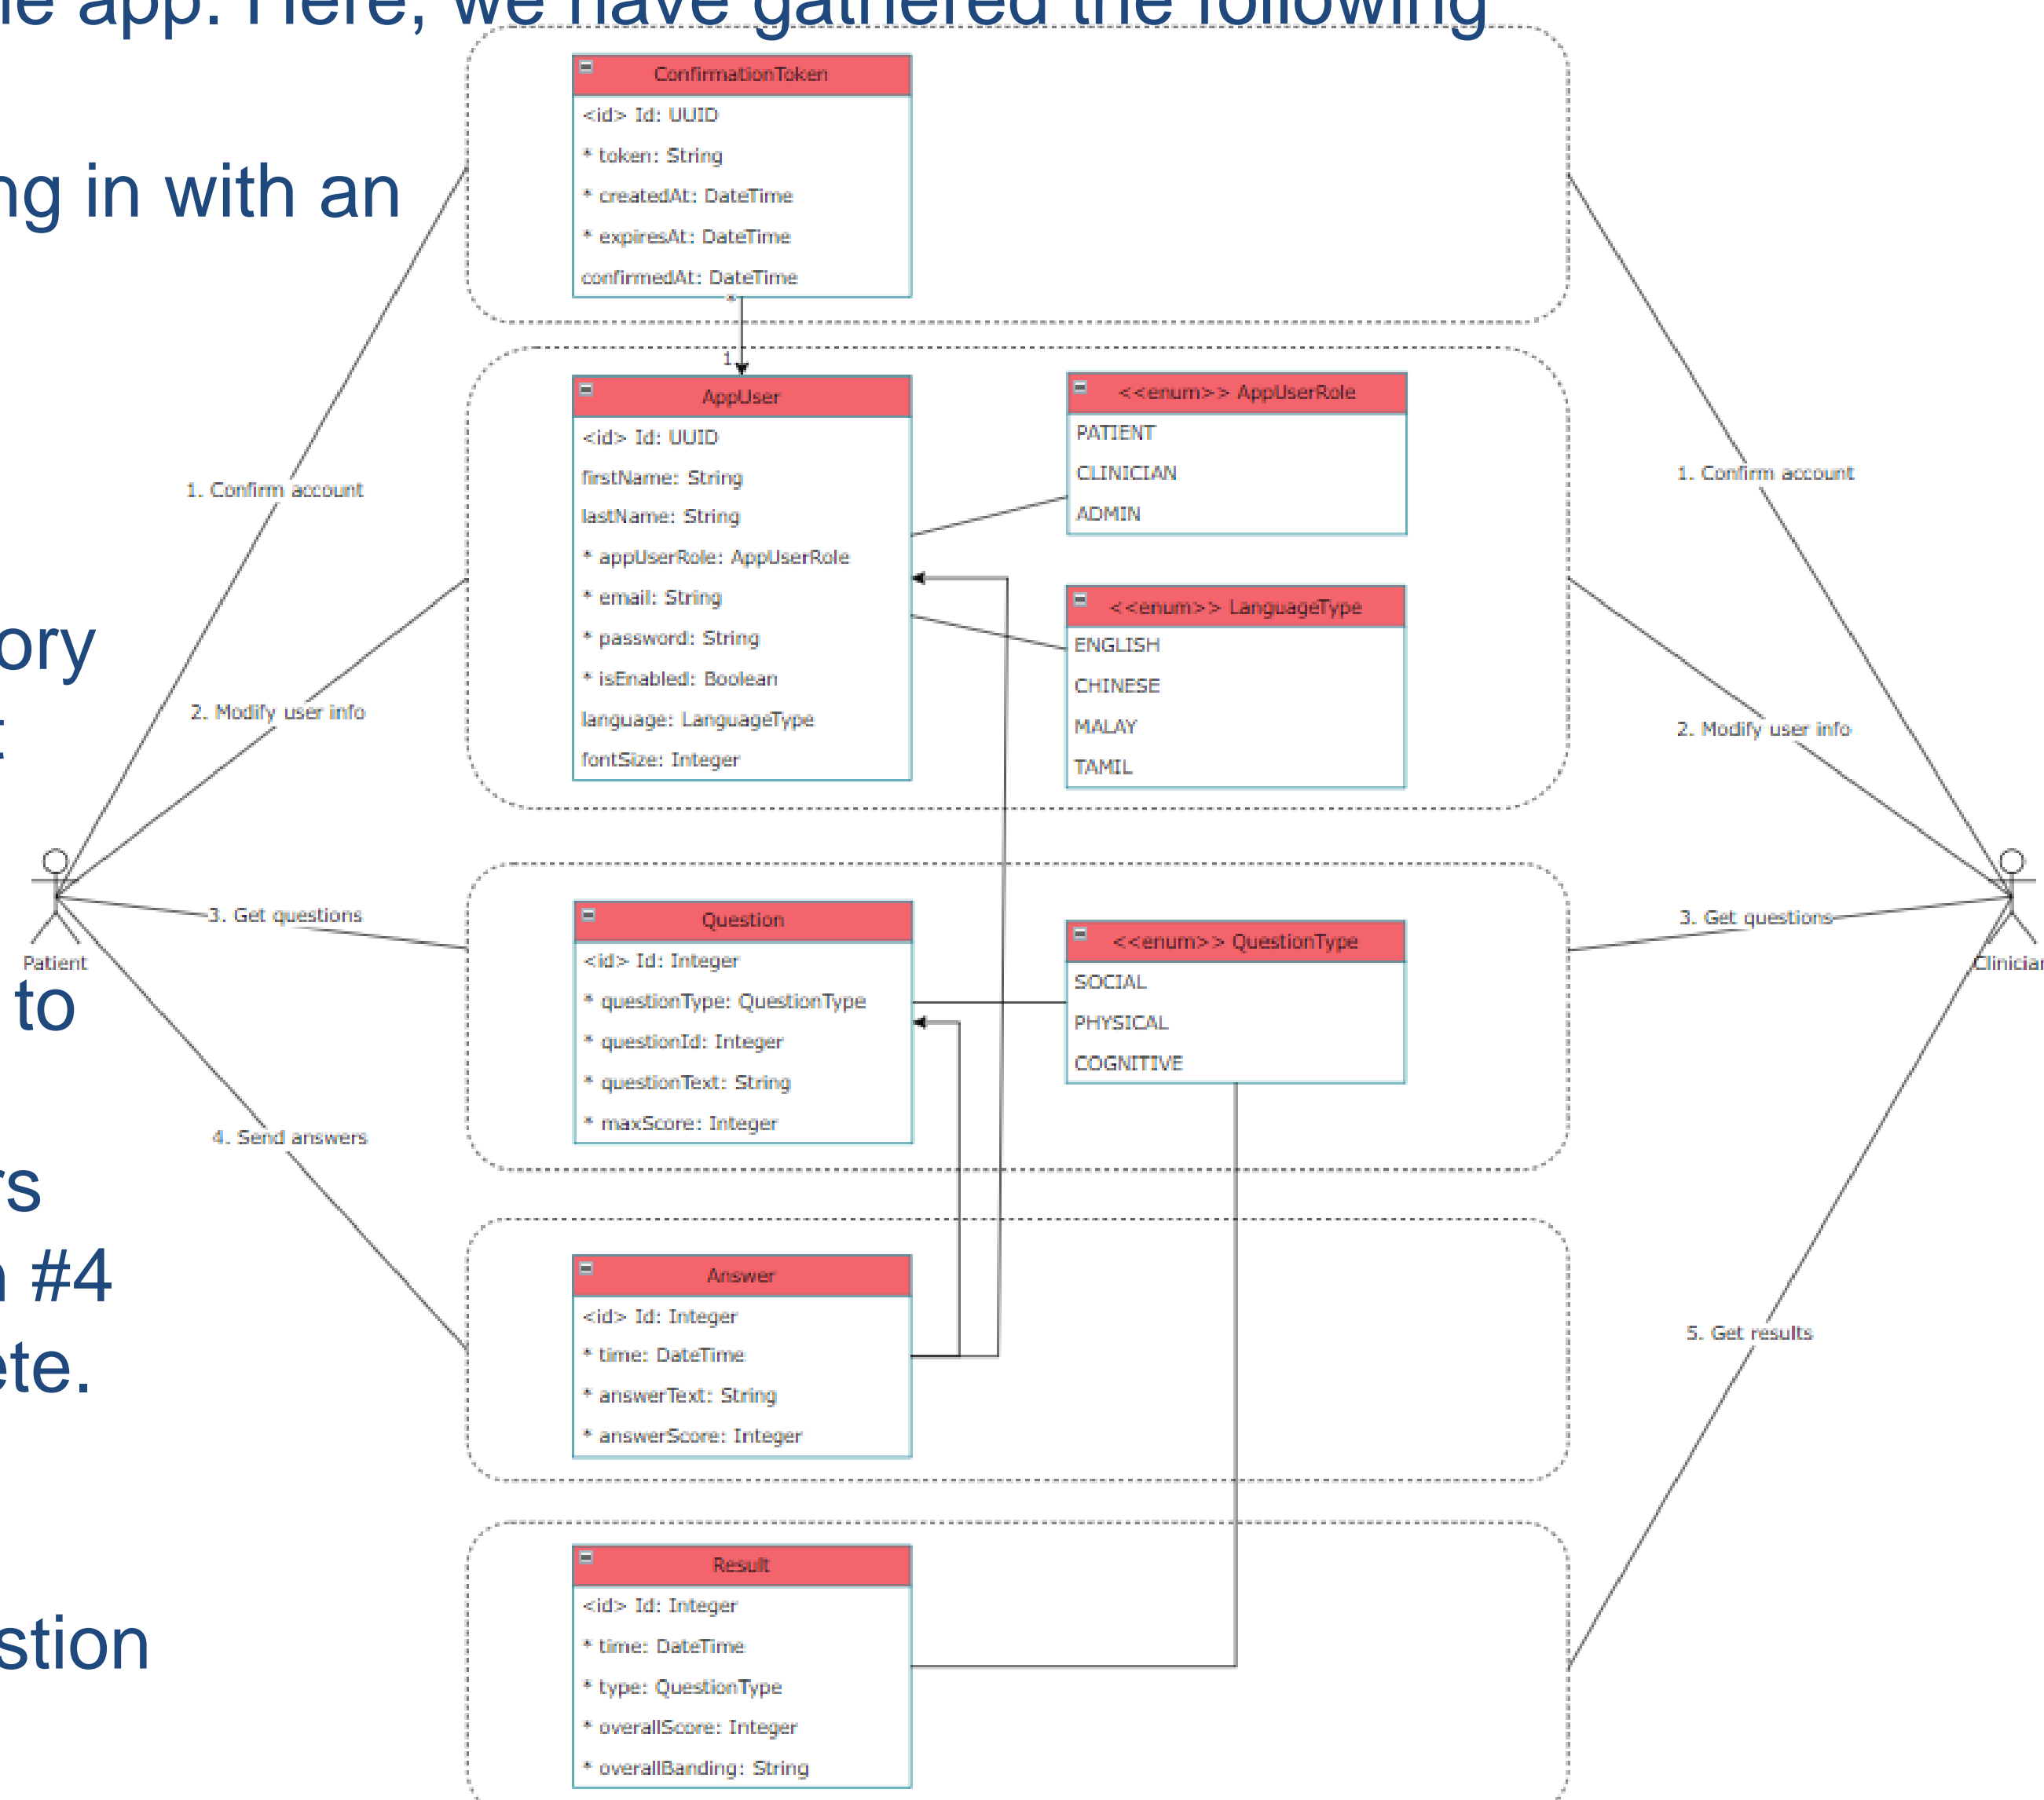 e app. Here, we have gathered the following
ng in with an
ory
t
to
rs
#4
ete.
stion
ConfirmationToken
<id> Id: UUID
* token: String
* createdAt: DateTime
* expiresAt: DateTime
confirmedAt: DateTime
*
1
AppUser
<id> Id: UUID
firstName: String
lastName: String
* appUserRole: AppUserRole
* email: String
* password: String
* isEnabled: Boolean
language: LanguageType
fontSize: Integer
<<enum>> AppUserRole
PATIENT
CLINICIAN
ADMIN
<<enum>> LanguageType
ENGLISH
CHINESE
MALAY
TAMIL
1. Confirm account
2. Modify user info
3. Get questions
4. Send answers
Patient
Question
<id> Id: Integer
* questionType: QuestionType
* questionId: Integer
* questionText: String
* maxScore: Integer
<<enum>> QuestionType
SOCIAL
PHYSICAL
COGNITIVE
Answer
<id> Id: Integer
* time: DateTime
* answerText: String
* answerScore: Integer
Result
<id> Id: Integer
* time: DateTime
* type: QuestionType
* overallScore: Integer
* overallBanding: String
1. Confirm account
2. Modify user info
3. Get questions
5. Get results
Clinician